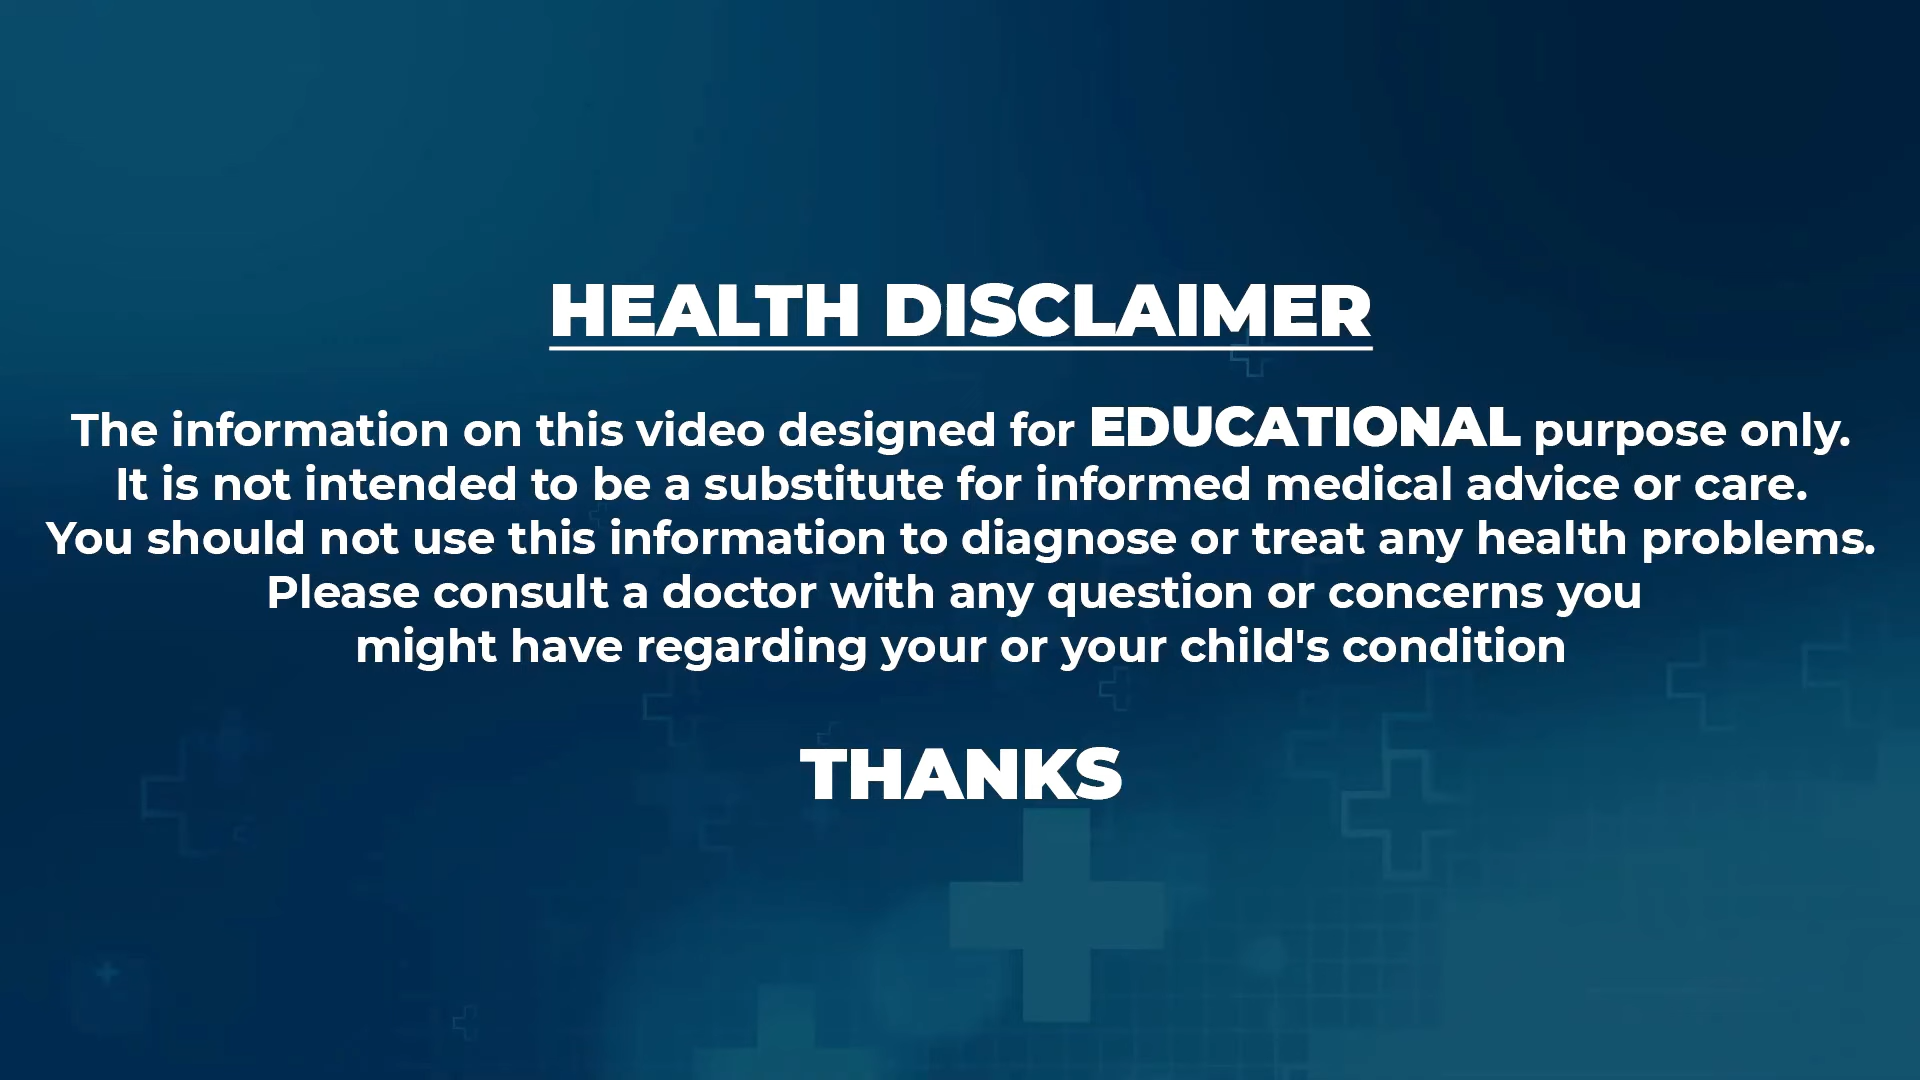 HEALTH DISCLAIMER
The information on this video designed for EDUCATIONAL purpose only.
It is not intended to be a substitute for informed medical advice or care.
You should not use this information to diagnose or treat any health problems.
Please consult a doctor with any question or concerns you
might have regarding your or your child's condition
THANKS